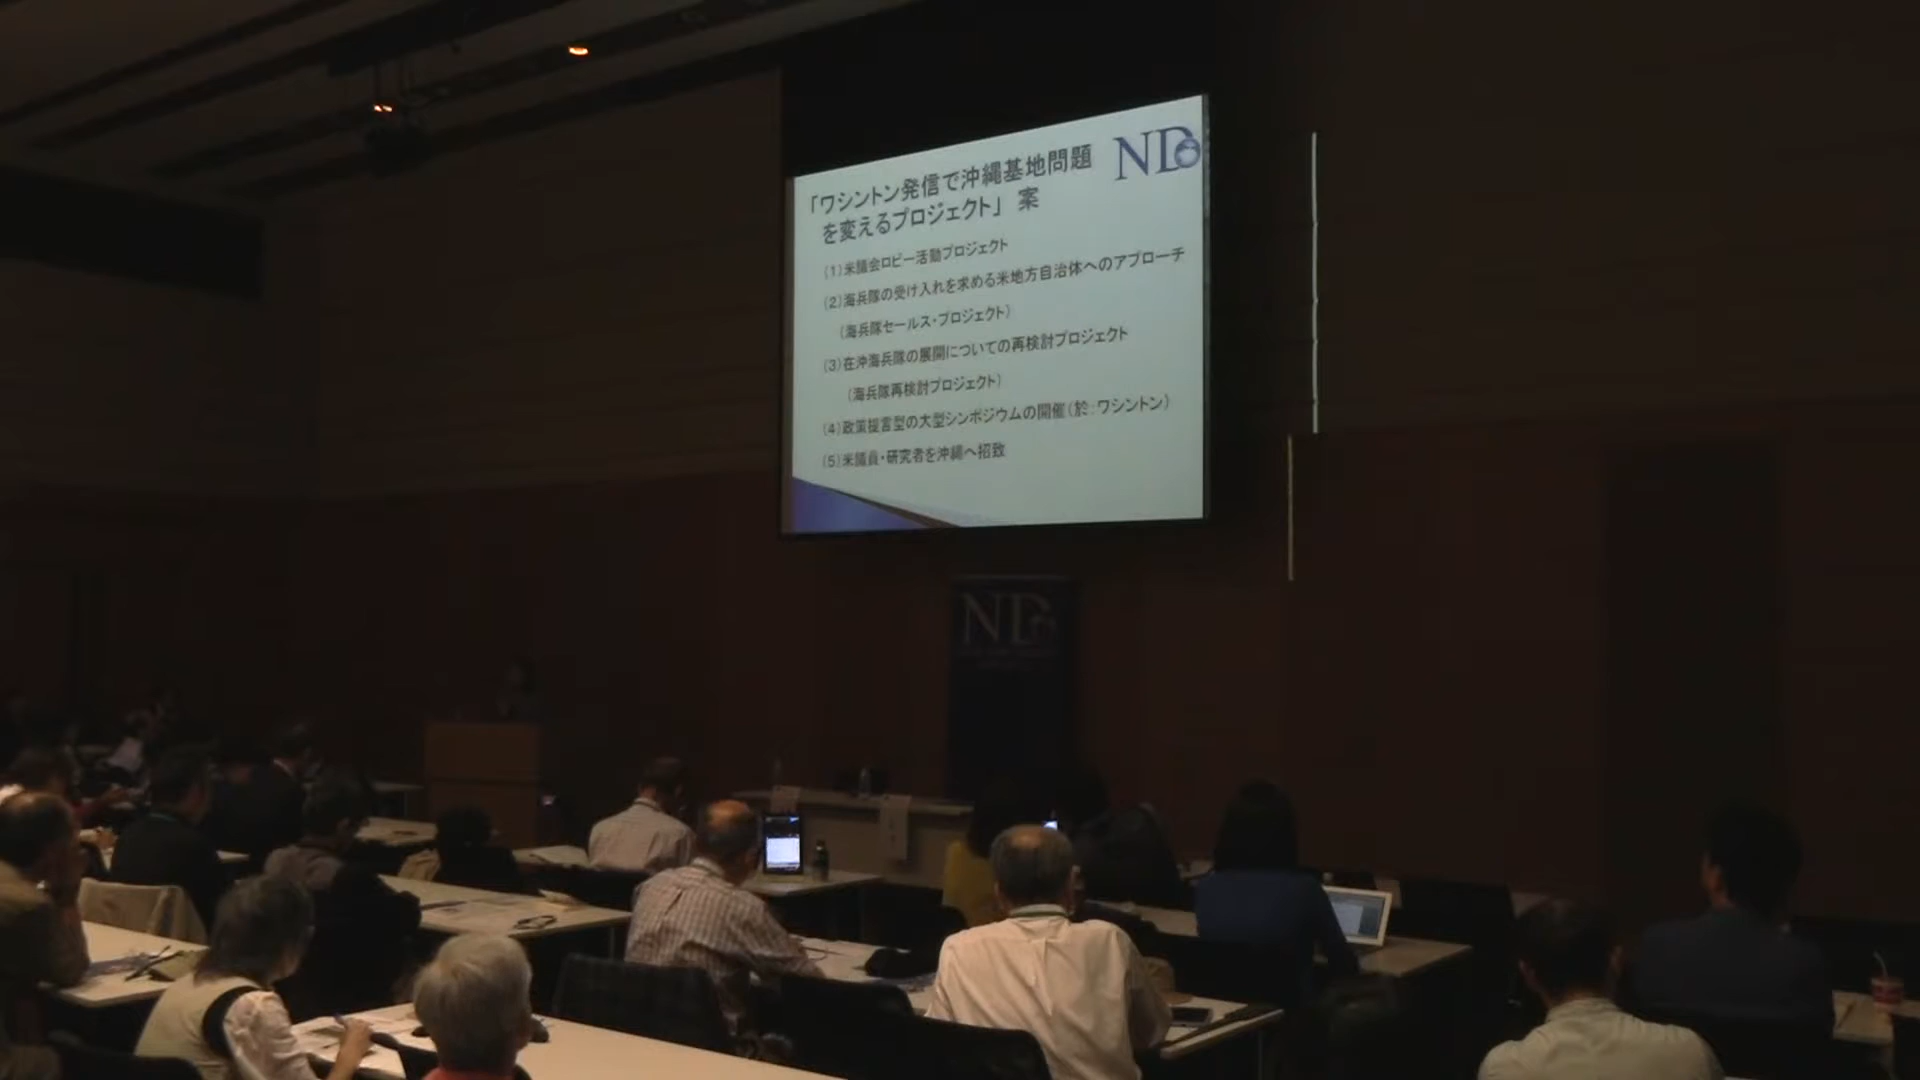 「ワシントン発信で沖縄基地問題
を変えるプロジェクト」 案
(1)米議会ロビー活動プロジェクト
(2)海兵隊の受け入れを求める米地方自治体へのアプローチ
(海兵隊セールス・プロジェクト)
(3)在沖海兵隊の展開についての再検討プロジェクト
(海兵隊再検討プロジェクト)
(4)政策提言型の大型シンポジウムの開催(於:ワシントン)
(5)米議員・研究者を沖縄へ招致
ND
ND